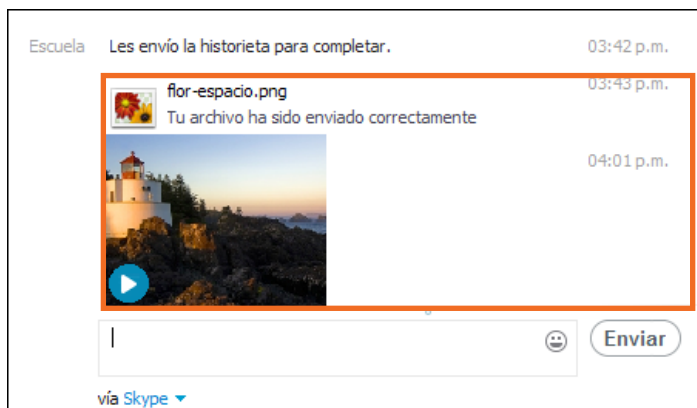 Escuela Les envío la historieta para completar. 03:42 p.m.
flor-espacio.png 03:43 p.m.
Tu archivo ha sido enviado correctamente
04:01 p.m.
Enviar
vía Skype